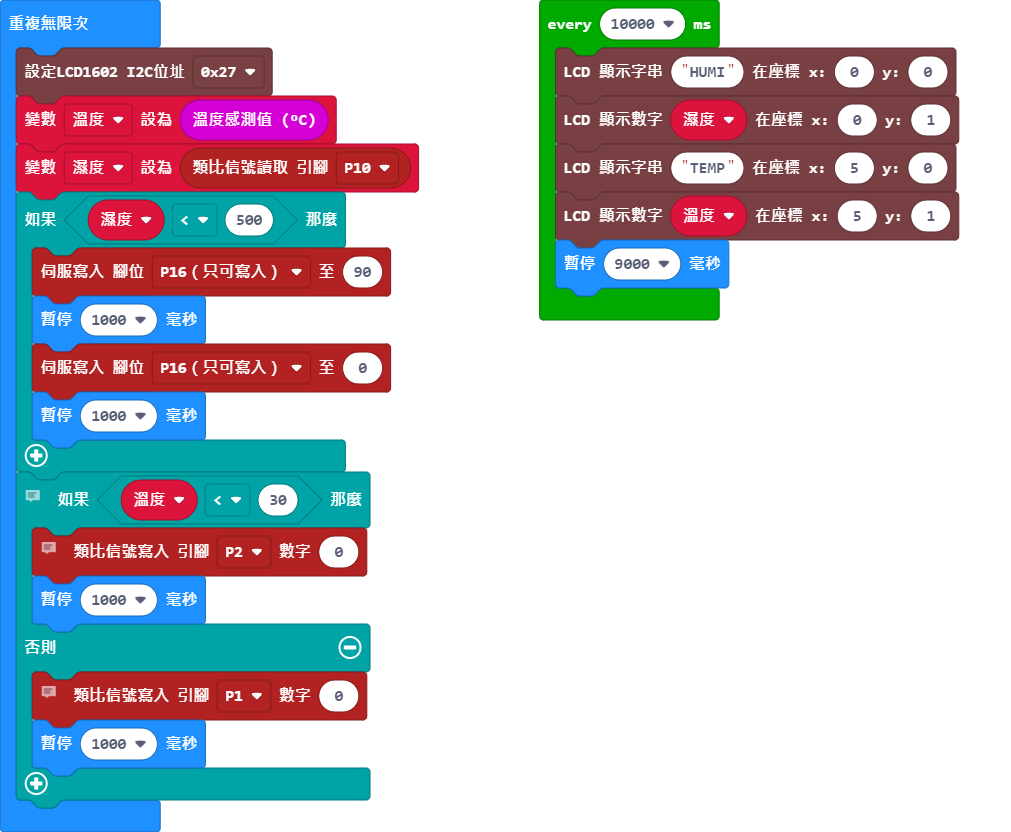 重複無限次
設定LCD1602 I2C位址 0x27
變數 溫度 設為 溫度感測值 (ºC)
變數 濕度 設為 類比信號讀取 引腳 P10
如果 濕度 < 500 那麼
伺服寫入 腳位 P16（只可寫入） 至 90
暫停 1000 毫秒
伺服寫入 腳位 P16（只可寫入） 至 0
暫停 1000 毫秒
如果 溫度 < 30 那麼
類比信號寫入 引腳 P2 數字 0
暫停 1000 毫秒
否則
類比信號寫入 引腳 P1 數字 0
暫停 1000 毫秒
every 10000 ms
LCD 顯示字串 "HUMI" 在座標 x: 0 y: 0
LCD 顯示數字 濕度 在座標 x: 0 y: 1
LCD 顯示字串 "TEMP" 在座標 x: 5 y: 0
LCD 顯示數字 溫度 在座標 x: 5 y: 1
暫停 9000 毫秒